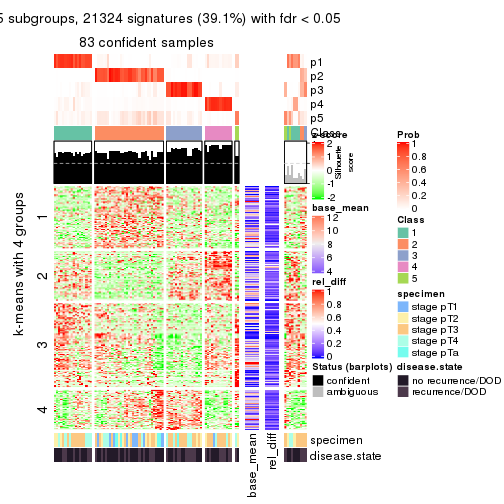 5 subgroups, 21324 signatures (39.1%) with fdr < 0.05
83 confident samples
p1
p2
p3
p4
p5
Class
Silhouette
score
k-means with 4 groups
1
2
3
4
base_mean
rel_diff
specimen
disease.state
z-score
2
1
0
-1
-2
base_mean
12
10
8
6
4
rel_diff
1
0.8
0.6
0.4
0.2
0
Status (barplots)
confident
ambiguous
Prob
1
0.8
0.6
0.4
0.2
0
Class
1
2
3
4
5
specimen
stage pT1
stage pT2
stage pT3
stage pT4
stage pTa
disease.state
no recurrence/DOD
recurrence/DOD